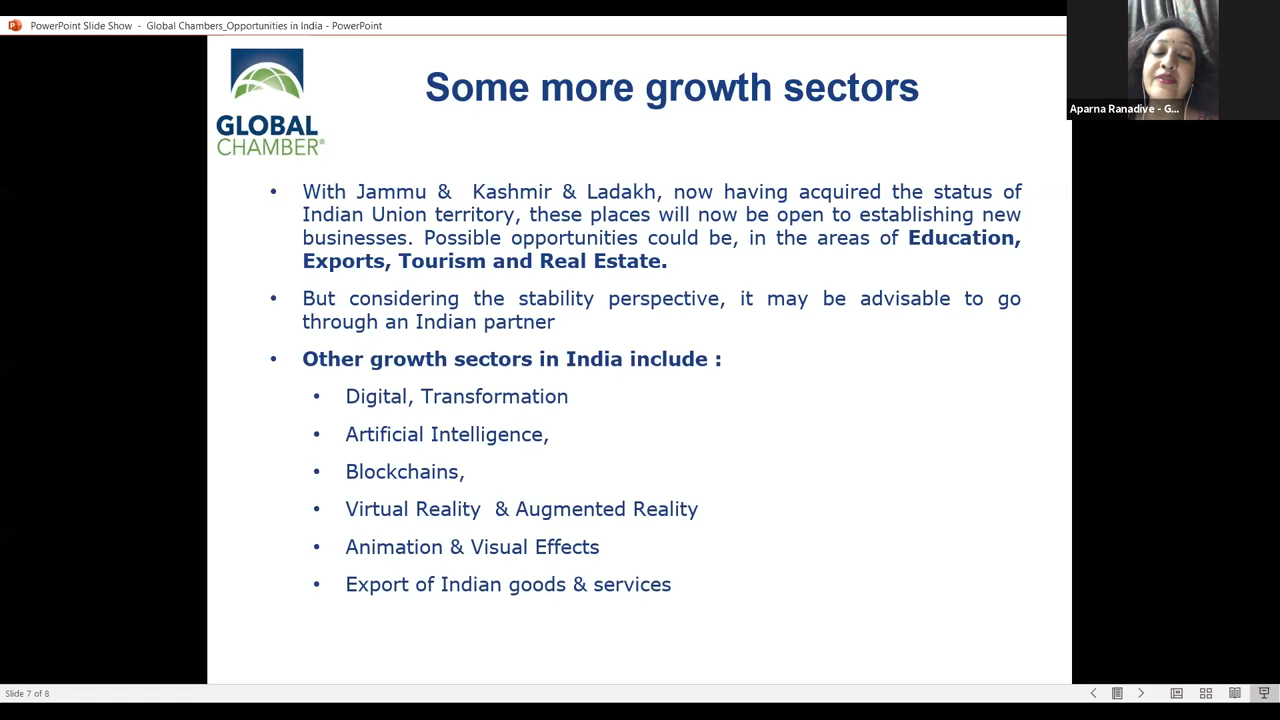 PowerPoint Slide Show - Global Chambers_Opportunities in India - PowerPoint
Aparna Ranadive - G...
GLOBAL
CHAMBER®
Some more growth sectors
• With Jammu & Kashmir & Ladakh, now having acquired the status of
Indian Union territory, these places will now be open to establishing new
businesses. Possible opportunities could be, in the areas of Education,
Exports, Tourism and Real Estate.
• But considering the stability perspective, it may be advisable to go
through an Indian partner
• Other growth sectors in India include :
• Digital, Transformation
• Artificial Intelligence,
• Blockchains,
• Virtual Reality & Augmented Reality
• Animation & Visual Effects
• Export of Indian goods & services
Slide 7 of 8